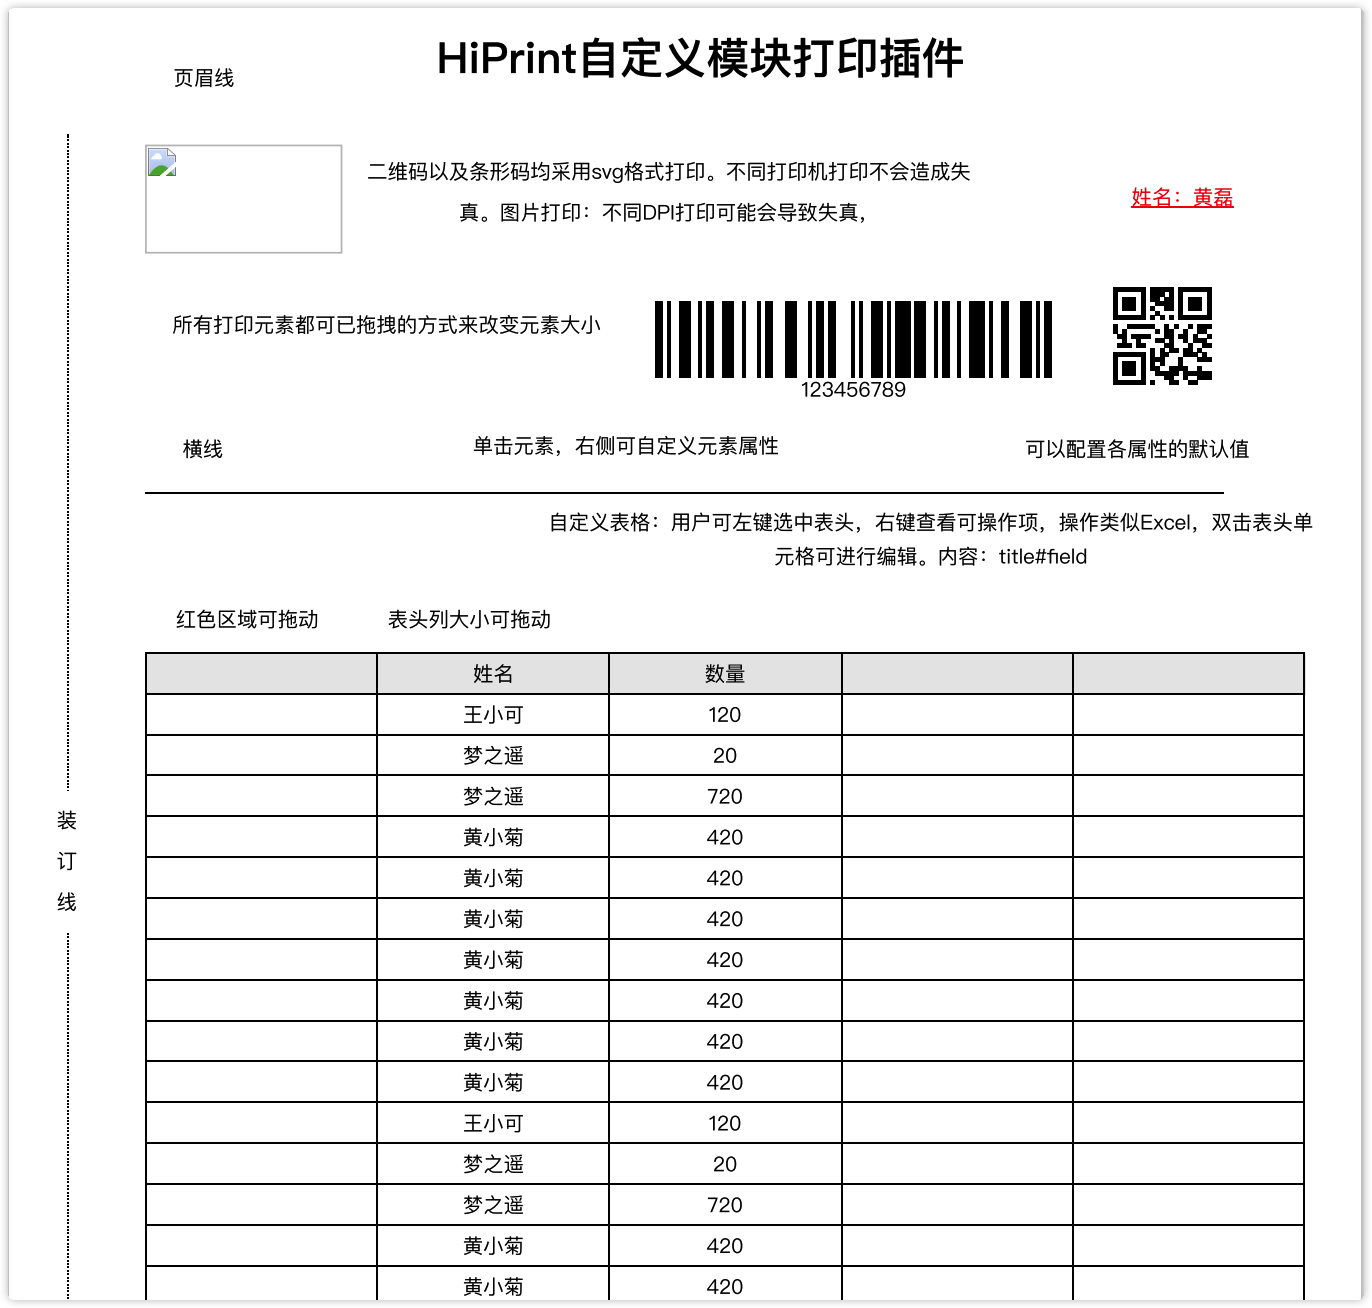 HiPrint自定义模块打印插件
页眉线
二维码以及条形码均采用svg格式打印。不同打印机打印不会造成失
真。图片打印：不同DPI打印可能会导致失真，
姓名：黄磊
所有打印元素都可已拖拽的方式来改变元素大小
123456789
横线
单击元素，右侧可自定义元素属性
可以配置各属性的默认值
自定义表格：用户可左键选中表头，右键查看可操作项，操作类似Excel，双击表头单
元格可进行编辑。内容：title#field
红色区域可拖动
表头列大小可拖动
姓名 数量
王小可 120
梦之遥 20
梦之遥 720
黄小菊 420
黄小菊 420
黄小菊 420
黄小菊 420
黄小菊 420
黄小菊 420
黄小菊 420
王小可 120
梦之遥 20
梦之遥 720
黄小菊 420
黄小菊 420
装
订
线